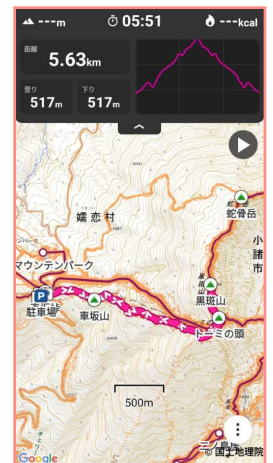 ---m
05:51
---kcal
距離
5.63km
登り
517m
下り
517m
嬬恋村
蛇骨岳
小諸市
マウンテンパーク
黒斑山
駐車場
車坂山
トーミの頭
500m
Google
© 国土地理院